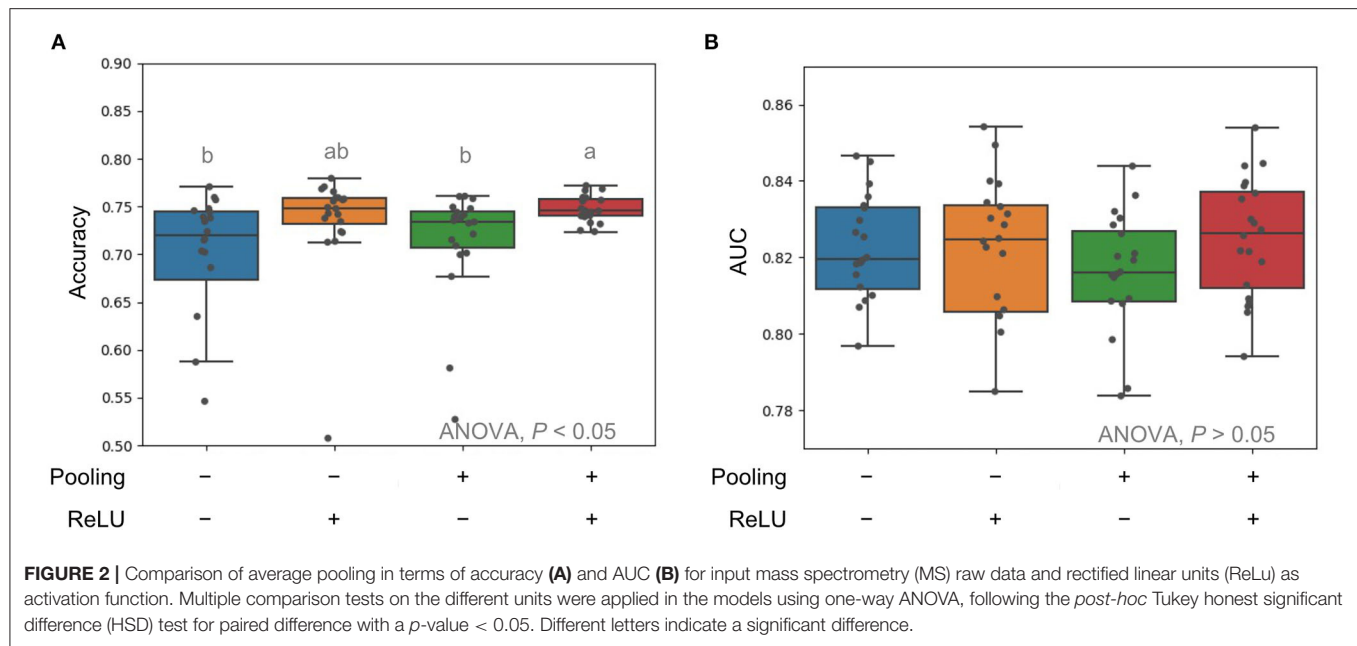 A
B
0.90
0.85
0.80
0.75
0.70
0.65
0.60
0.55
0.50
Accuracy
b
ab
b
a
ANOVA, P < 0.05
0.86
0.84
0.82
0.80
0.78
AUC
ANOVA, P > 0.05
Pooling – – + +
ReLU – + – +
– – + +
Pooling
– + – +
ReLU
FIGURE 2 | Comparison of average pooling in terms of accuracy (A) and AUC (B) for input mass spectrometry (MS) raw data and rectified linear units (ReLu) as
activation function. Multiple comparison tests on the different units were applied in the models using one-way ANOVA, following the post-hoc Tukey honest significant
difference (HSD) test for paired difference with a p-value < 0.05. Different letters indicate a significant difference.